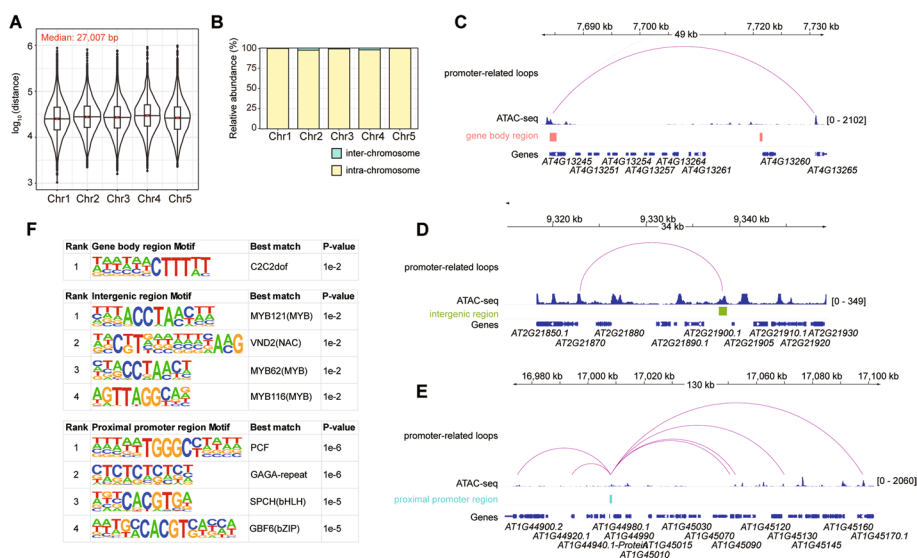 A
Median: 27,007 bp
log10 (distance)
6
5
4
3
Chr1 Chr2 Chr3 Chr4 Chr5
B
Relative abundance (%)
100
75
50
25
0
Chr1 Chr2 Chr3 Chr4 Chr5
inter-chromosome
intra-chromosome
C
7,690 kb 7,700 kb 7,720 kb 7,730 kb
49 kb
promoter-related loops
ATAC-seq [0 - 2102]
gene body region
Genes
AT4G13245 AT4G13254 AT4G13264 AT4G13260
AT4G13251 AT4G13257 AT4G13261 AT4G13265
D
9,320 kb 9,330 kb 9,340 kb
34 kb
promoter-related loops
ATAC-seq [0 - 349]
intergenic region
Genes
AT2G21850.1 AT2G21880 AT2G21900.1 AT2G21910.1 AT2G21930
AT2G21870 AT2G21890.1 AT2G21905 AT2G21920
E
16,980 kb 17,000 kb 17,020 kb 17,060 kb 17,080 kb 17,100 kb
130 kb
promoter-related loops
ATAC-seq [0 - 2060]
proximal promoter region
Genes
AT1G44900.2 AT1G44980.1 AT1G45030 AT1G45120 AT1G45160
AT1G44920.1 AT1G44990 AT1G45070 AT1G45130 AT1G45170.1
AT1G44940.1-Protein AT1G45015 AT1G45090 AT1G45145
AT1G45010
F
Rank Gene body region Motif Best match P-value
1 C2C2dof 1e-2
Rank Intergenic region Motif Best match P-value
1 MYB121(MYB) 1e-2
2 VND2(NAC) 1e-2
3 MYB62(MYB) 1e-2
4 MYB116(MYB) 1e-2
Rank Proximal promoter region Motif Best match P-value
1 PCF 1e-6
2 GAGA-repeat 1e-6
3 SPCH(bHLH) 1e-5
4 GBF6(bZIP) 1e-5